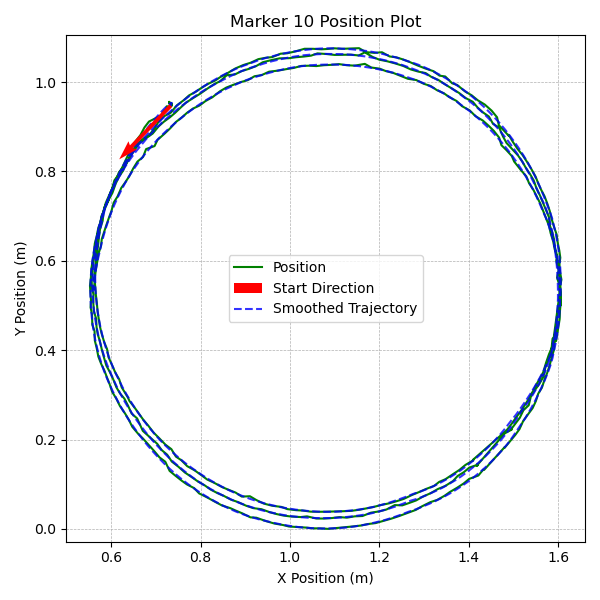 Marker 10 Position Plot
Y Position (m)
1.0
0.8
0.6
0.4
0.2
0.0
Position
Start Direction
Smoothed Trajectory
0.6 0.8 1.0 1.2 1.4 1.6
X Position (m)